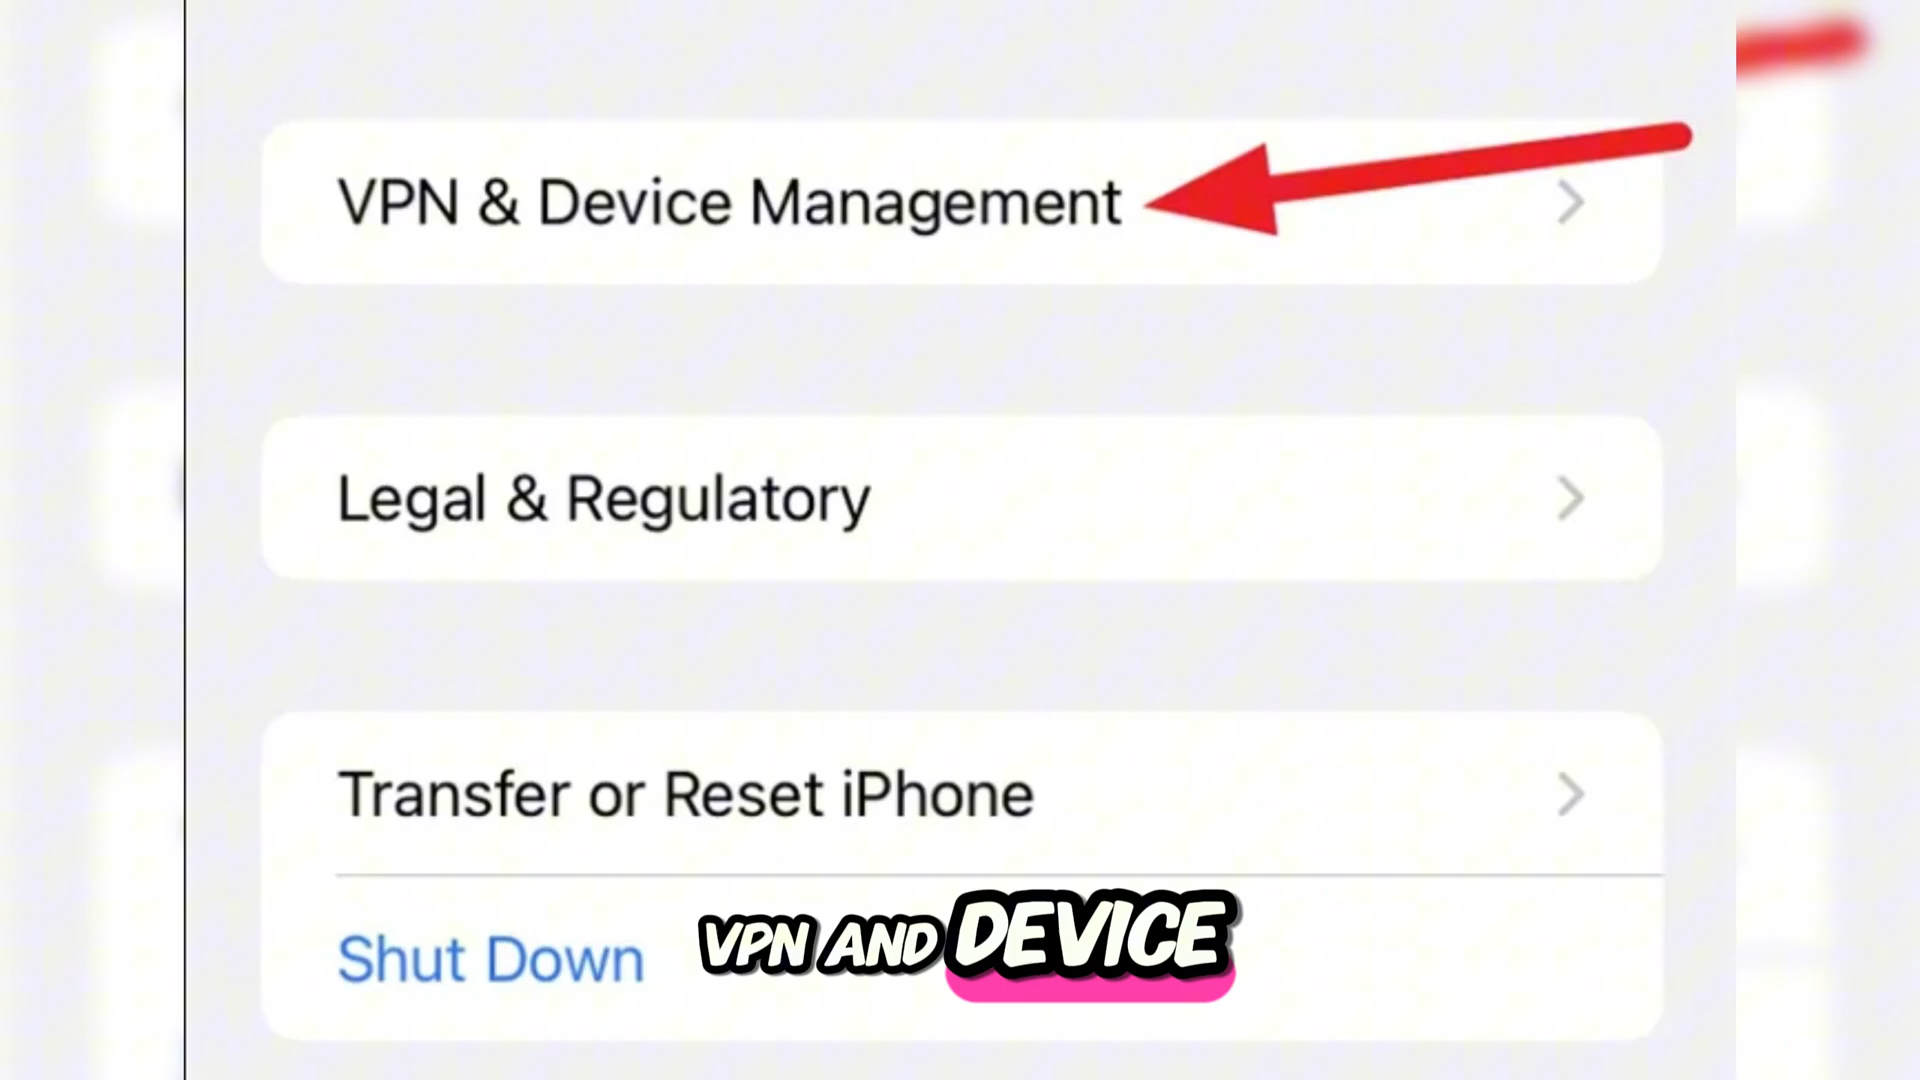 VPN & Device Management
Legal & Regulatory
Transfer or Reset iPhone
Shut Down
VPN AND DEVICE